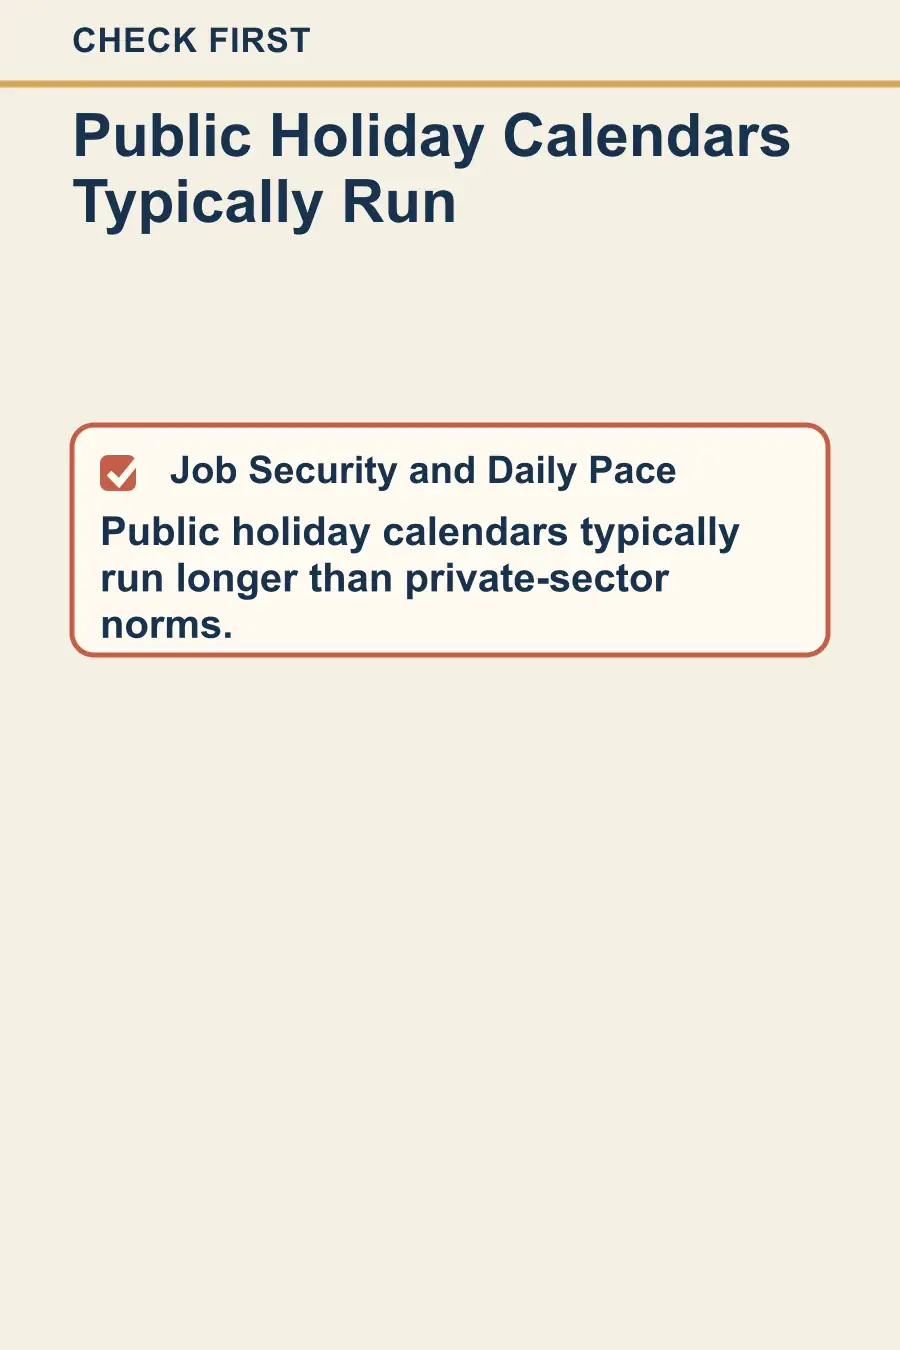 CHECK FIRST
Public Holiday Calendars
Typically Run
Job Security and Daily Pace
Public holiday calendars typically
run longer than private-sector
norms.